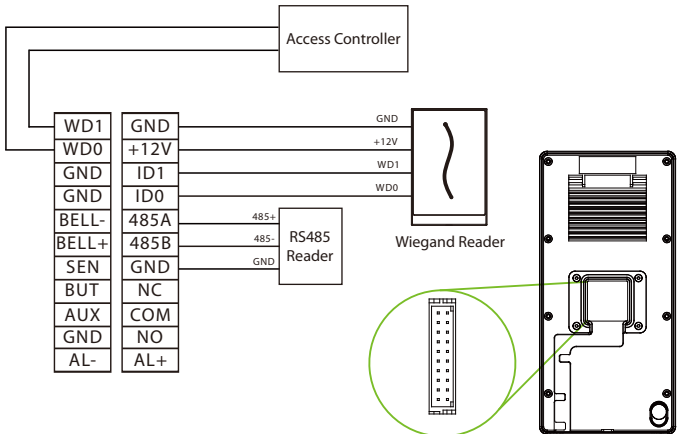 Access Controller
WD1 GND GND
WD0 +12V +12V
GND ID1 WD1
GND ID0 WD0
BELL- 485A 485+
BELL+ 485B 485-
SEN GND GND
RS485
Reader
Wiegand Reader
BUT NC
AUX COM
GND NO
AL- AL+